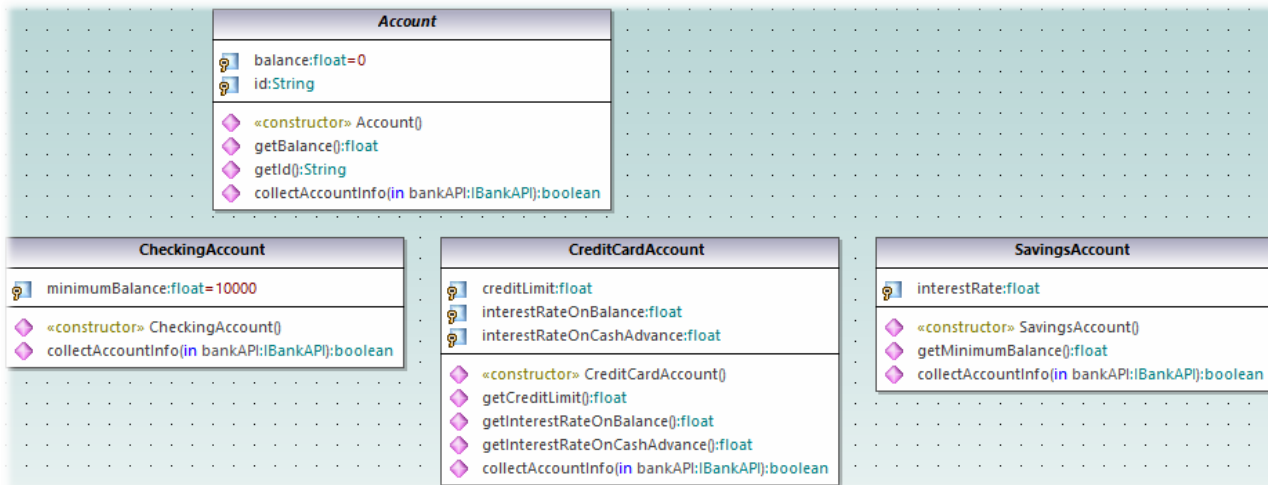 Account
balance:float=0
id:String
«constructor» Account()
getBalance():float
getId():String
collectAccountInfo(in bankAPI:IBankAPI):boolean
CheckingAccount
minimumBalance:float=10000
«constructor» CheckingAccount()
collectAccountInfo(in bankAPI:IBankAPI):boolean
CreditCardAccount
creditLimit:float
interestRateOnBalance:float
interestRateOnCashAdvance:float
«constructor» CreditCardAccount()
getCreditLimit():float
getInterestRateOnBalance():float
getInterestRateOnCashAdvance():float
collectAccountInfo(in bankAPI:IBankAPI):boolean
SavingsAccount
interestRate:float
«constructor» SavingsAccount()
getMinimumBalance():float
collectAccountInfo(in bankAPI:IBankAPI):boolean